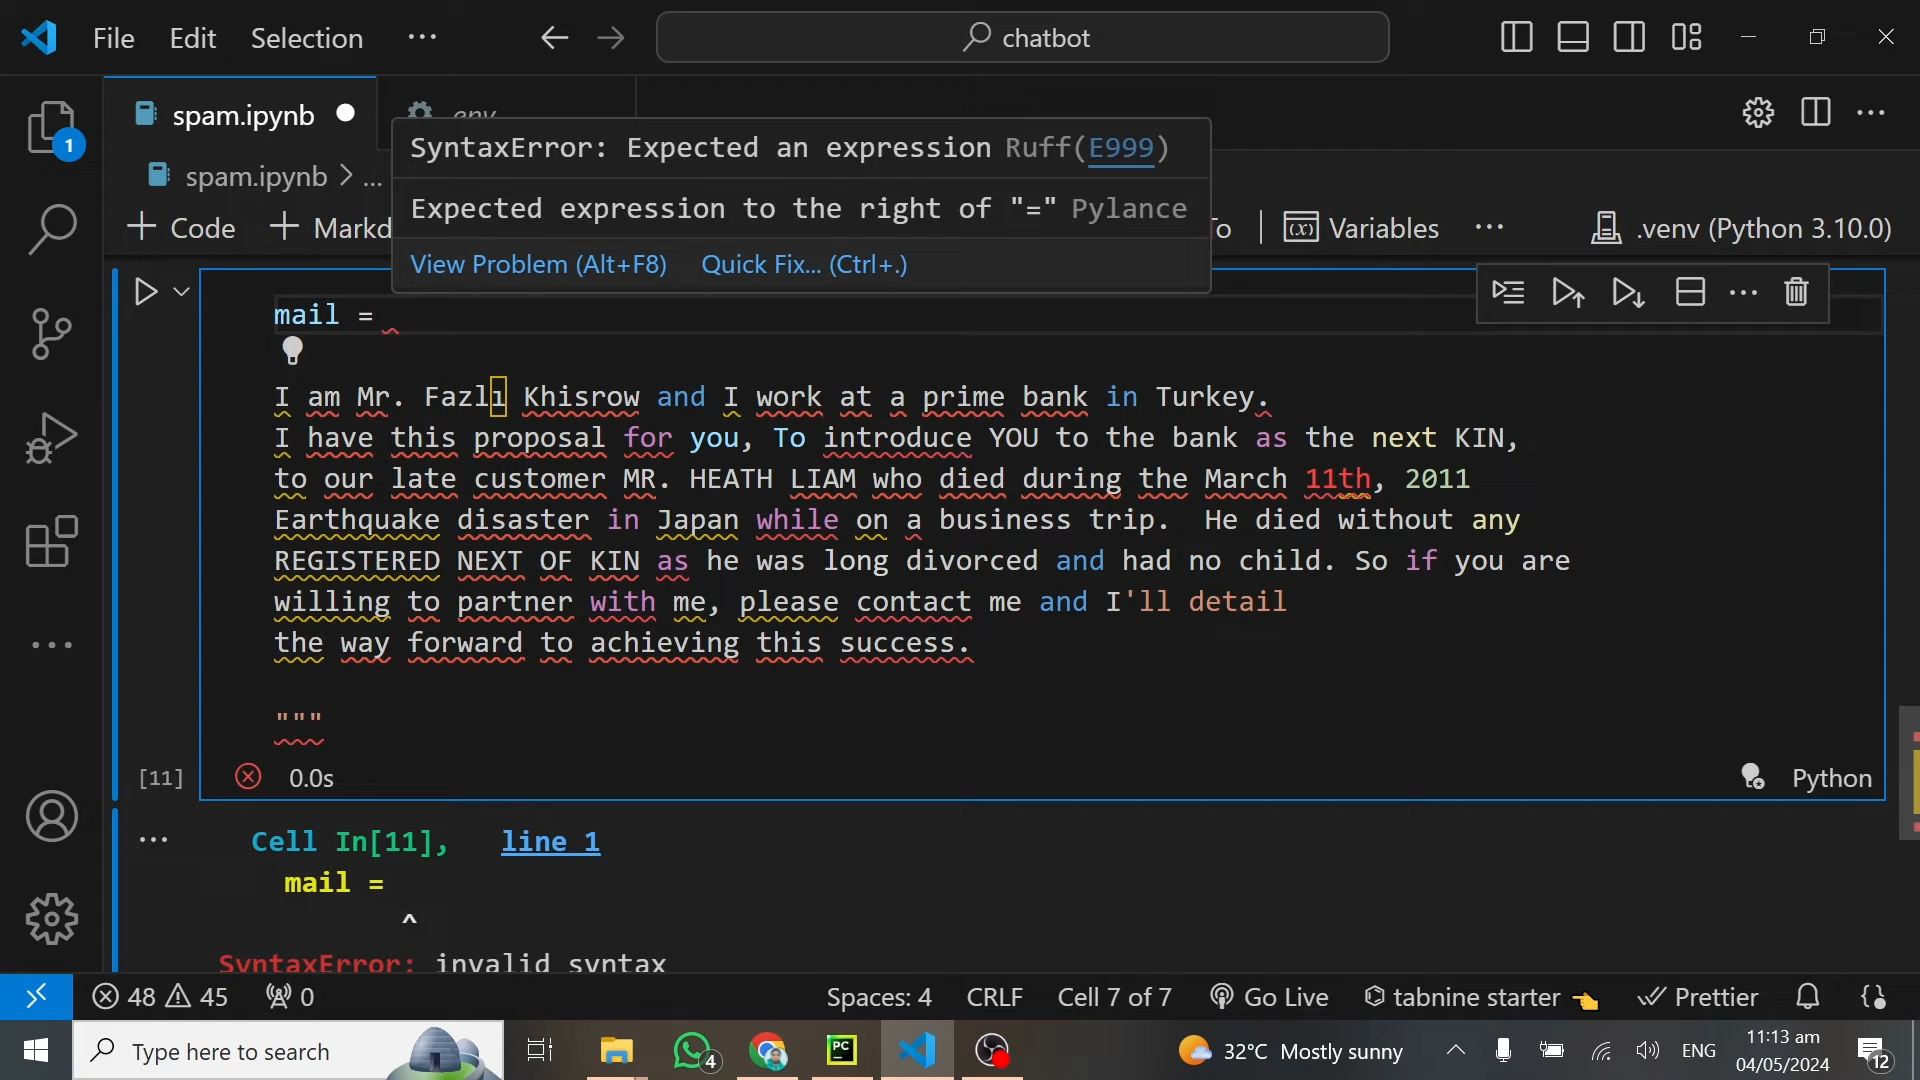 File Edit Selection ... chatbot
spam.ipynb .env
spam.ipynb > ...
SyntaxError: Expected an expression Ruff(E999)
Expected expression to the right of "=" Pylance
View Problem (Alt+F8) Quick Fix... (Ctrl+.)
+ Code + Markd Variables ... .venv (Python 3.10.0)
mail =
I am Mr. Fazlı Khisrow and I work at a prime bank in Turkey.
I have this proposal for you, To introduce YOU to the bank as the next KIN,
to our late customer MR. HEATH LIAM who died during the March 11th, 2011
Earthquake disaster in Japan while on a business trip.  He died without any
REGISTERED NEXT OF KIN as he was long divorced and had no child. So if you are
willing to partner with me, please contact me and I'll detail
the way forward to achieving this success.
"""
[11] 0.0s Python
... Cell In[11], line 1
mail =
^
SyntaxError: invalid syntax
48 45 0 Spaces: 4 CRLF Cell 7 of 7 Go Live tabnine starter Prettier
Type here to search 4 PC 32°C Mostly sunny ENG 11:13 am
04/05/2024 12
1